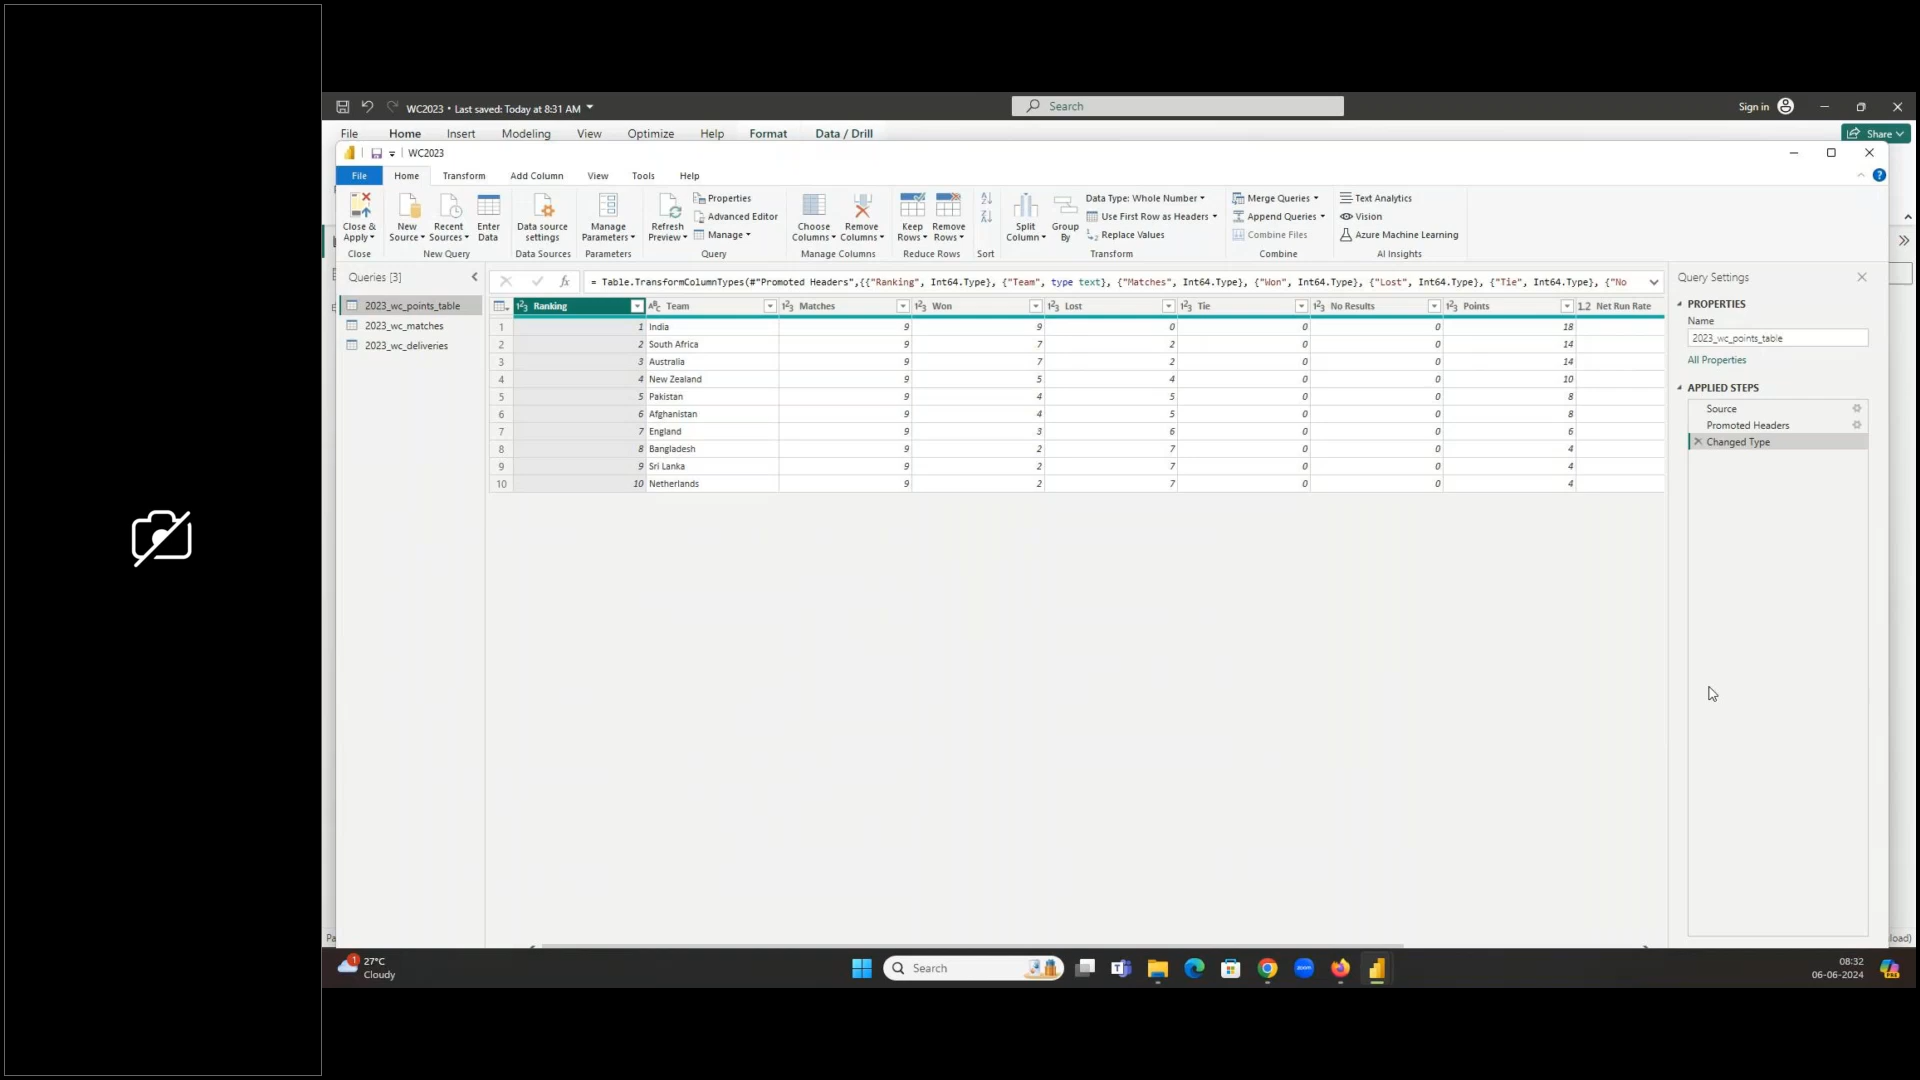 WC2023 • Last saved: Today at 8:31 AM
Search
Sign in
File Home Insert Modeling View Optimize Help Format Data / Drill
Share
WC2023
File Home Transform Add Column View Tools Help
Close & Apply
New Source
Recent Sources
Enter Data
Data source settings
Manage Parameters
Refresh Preview
Properties
Advanced Editor
Manage
Choose Columns
Remove Columns
Keep Rows
Remove Rows
Split Column
Group By
Data Type: Whole Number
Use First Row as Headers
Replace Values
Merge Queries
Append Queries
Combine Files
Text Analytics
Vision
Azure Machine Learning
Close New Query Data Sources Parameters Query Manage Columns Reduce Rows Sort Transform Combine AI Insights
Queries [3]
2023_wc_points_table
2023_wc_matches
2023_wc_deliveries
= Table.TransformColumnTypes(#"Promoted Headers",{{"Ranking", Int64.Type}, {"Team", type text}, {"Matches", Int64.Type}, {"Won", Int64.Type}, {"Lost", Int64.Type}, {"Tie", Int64.Type}, {"No
Ranking Team Matches Won Lost Tie No Results Points Net Run Rate
1 1 India 9 9 0 0 0 18
2 2 South Africa 9 7 2 0 0 14
3 3 Australia 9 7 2 0 0 14
4 4 New Zealand 9 5 4 0 0 10
5 5 Pakistan 9 4 5 0 0 8
6 6 Afghanistan 9 4 5 0 0 8
7 7 England 9 3 6 0 0 6
8 8 Bangladesh 9 2 7 0 0 4
9 9 Sri Lanka 9 2 7 0 0 4
10 10 Netherlands 9 2 7 0 0 4
Query Settings
PROPERTIES
Name
2023_wc_points_table
All Properties
APPLIED STEPS
Source
Promoted Headers
Changed Type
Pa
load)
1
27°C
Cloudy
Search
zoom
08:32
06-06-2024